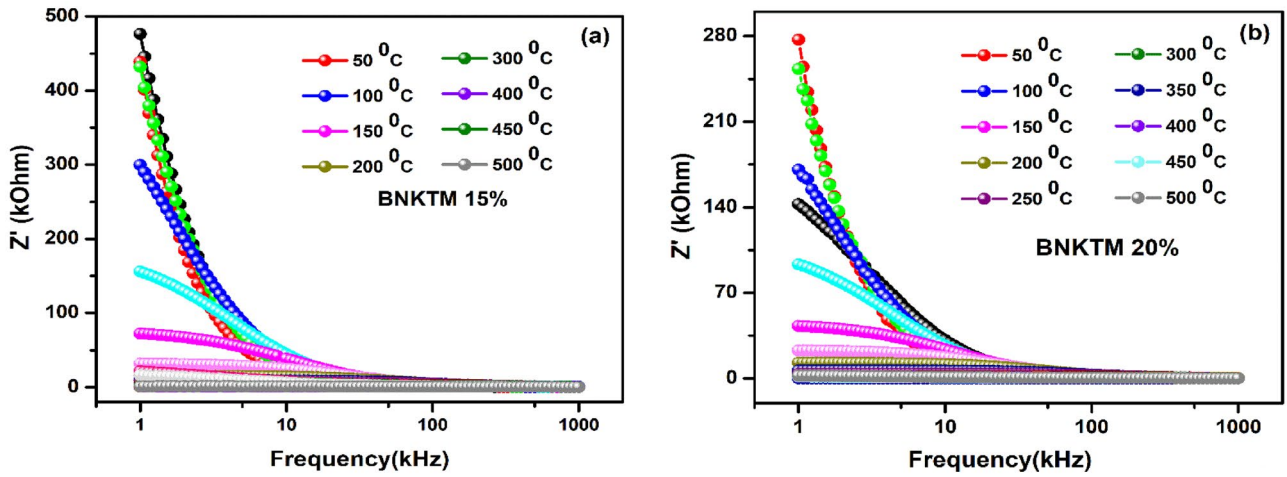 (a)
500
400
300
200
100
0
Z' (kOhm)
50 ⁰C
100 ⁰C
150 ⁰C
200 ⁰C
300 ⁰C
400 ⁰C
450 ⁰C
500 ⁰C
BNKTM 15%
1 10 100 1000
Frequency(kHz)
(b)
280
210
140
70
0
Z' (kOhm)
50 ⁰C
100 ⁰C
150 ⁰C
200 ⁰C
250 ⁰C
300 ⁰C
350 ⁰C
400 ⁰C
450 ⁰C
500 ⁰C
BNKTM 20%
1 10 100 1000
Frequency(kHz)